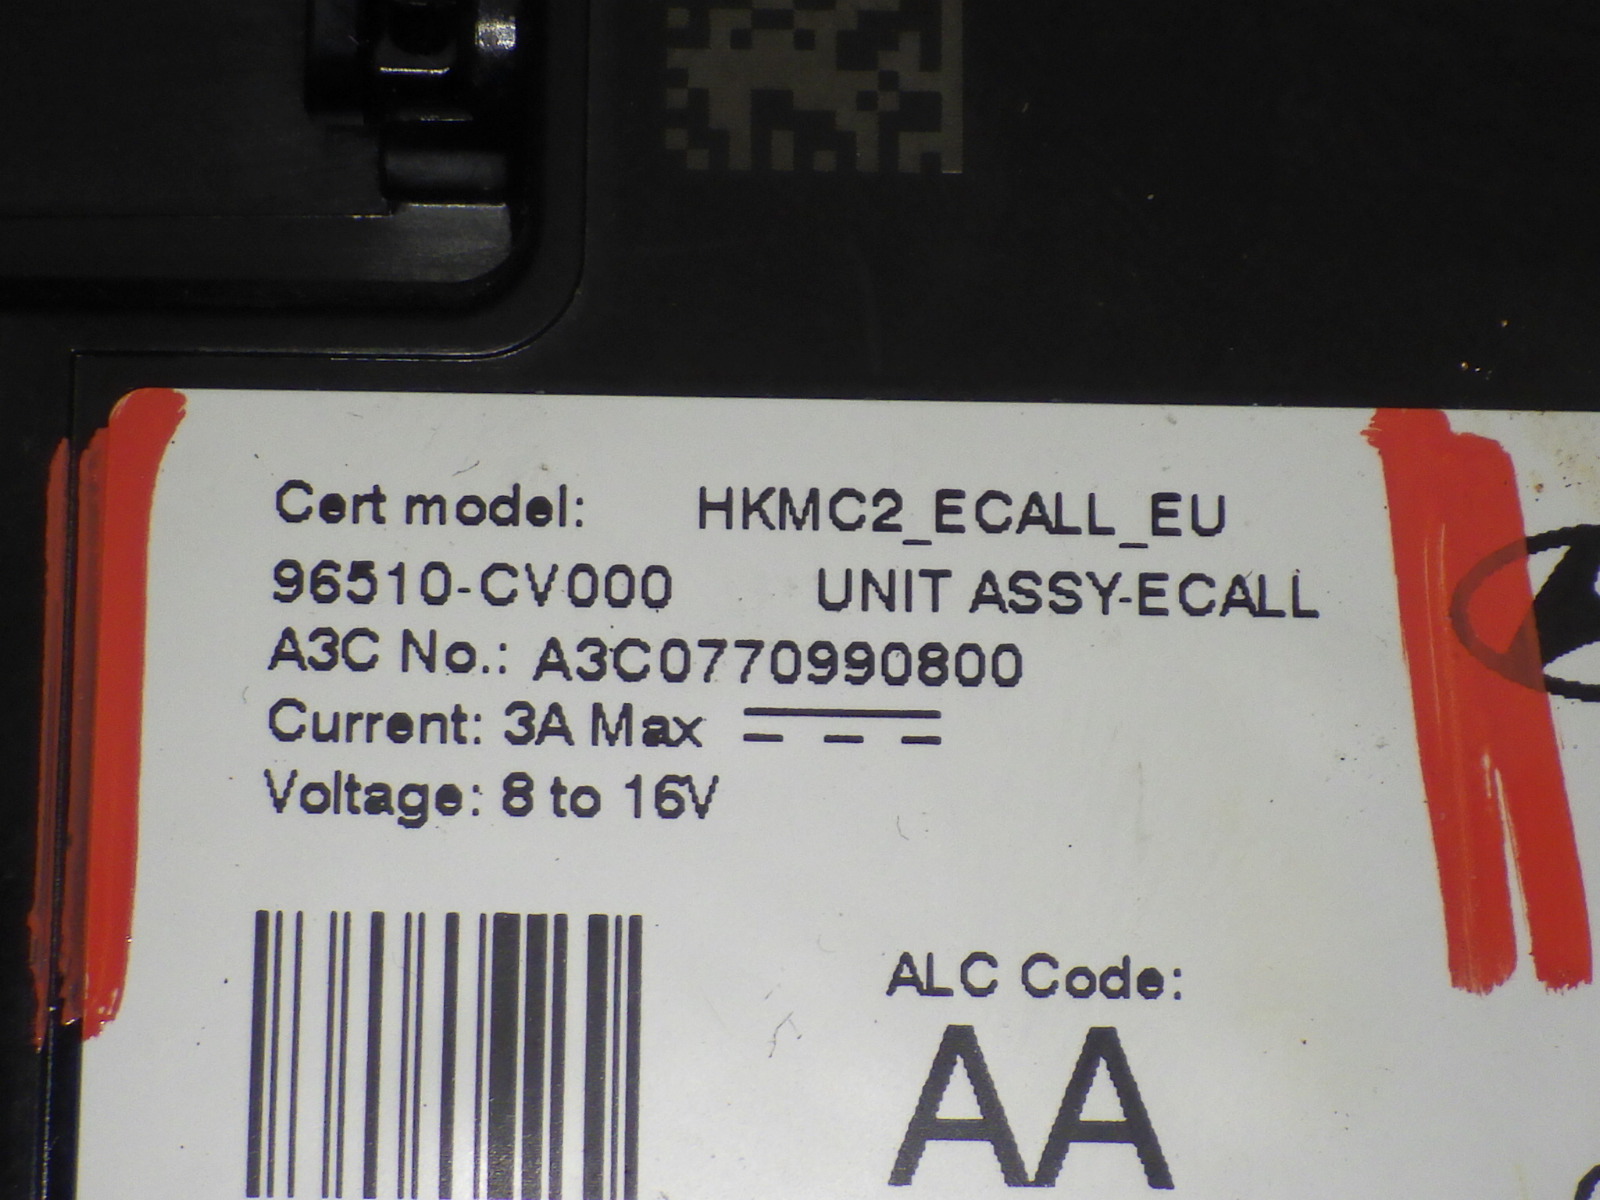 Cert model: HKMC2_ECALL_EU
96510-CV000 UNIT ASSY-ECALL
A3C No.: A3C0770990800
Current: 3A Max
Voltage: 8 to 16V
ALC Code:
AA